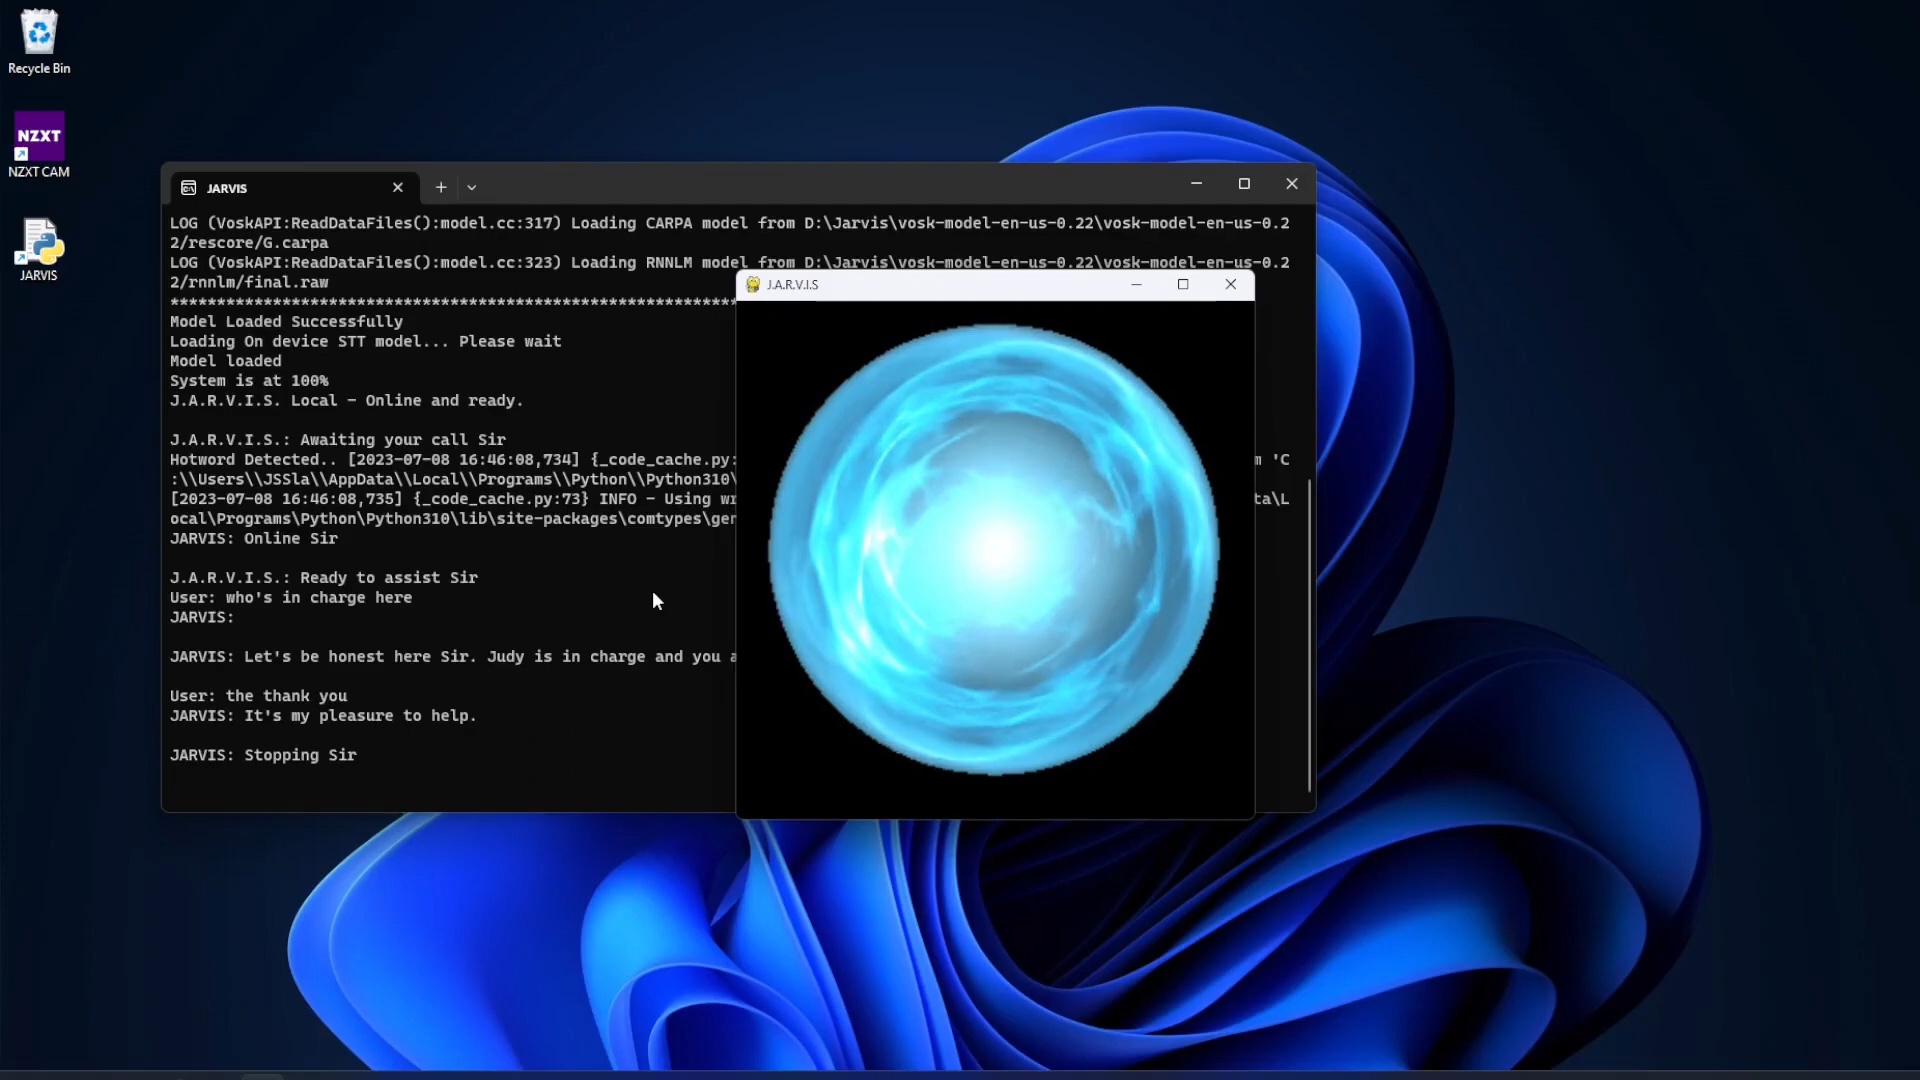 Recycle Bin
NZXT
NZXT CAM
JARVIS
JARVIS
LOG (VoskAPI:ReadDataFiles():model.cc:317) Loading CARPA model from D:\Jarvis\vosk-model-en-us-0.22\vosk-model-en-us-0.2
2/rescore/G.carpa
LOG (VoskAPI:ReadDataFiles():model.cc:323) Loading RNNLM model from D:\Jarvis\vosk-model-en-us-0.22\vosk-model-en-us-0.2
2/rnnlm/final.raw
*************************************************************
Model Loaded Successfully
Loading On device STT model... Please wait
Model loaded
System is at 100%
J.A.R.V.I.S. Local - Online and ready.
J.A.R.V.I.S.: Awaiting your call Sir
Hotword Detected.. [2023-07-08 16:46:08,734] {_code_cache.py: m 'C
:\\Users\\JSSla\\AppData\\Local\\Programs\\Python\\Python310\
[2023-07-08 16:46:08,735] {_code_cache.py:73} INFO - Using wr ta\L
ocal\Programs\Python\Python310\lib\site-packages\comtypes\gen
JARVIS: Online Sir
J.A.R.V.I.S.: Ready to assist Sir
User: who's in charge here
JARVIS:
JARVIS: Let's be honest here Sir. Judy is in charge and you a
User: the thank you
JARVIS: It's my pleasure to help.
JARVIS: Stopping Sir
J.A.R.V.I.S